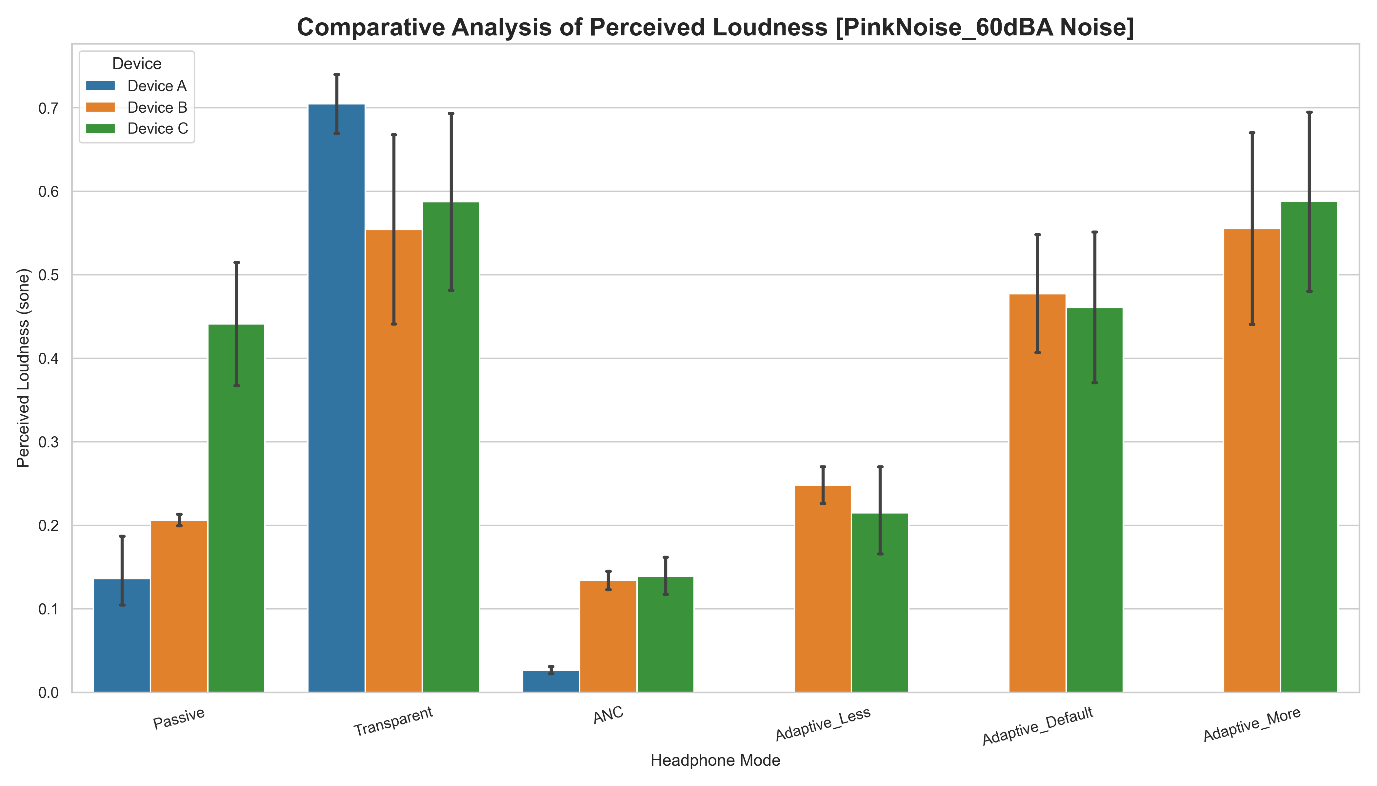 Comparative Analysis of Perceived Loudness [PinkNoise_60dBA Noise]
Device
Device A
Device B
Device C
Perceived Loudness (sone)
0.7
0.6
0.5
0.4
0.3
0.2
0.1
0.0
Passive
Transparent
ANC
Adaptive_Less
Adaptive_Default
Adaptive_More
Headphone Mode